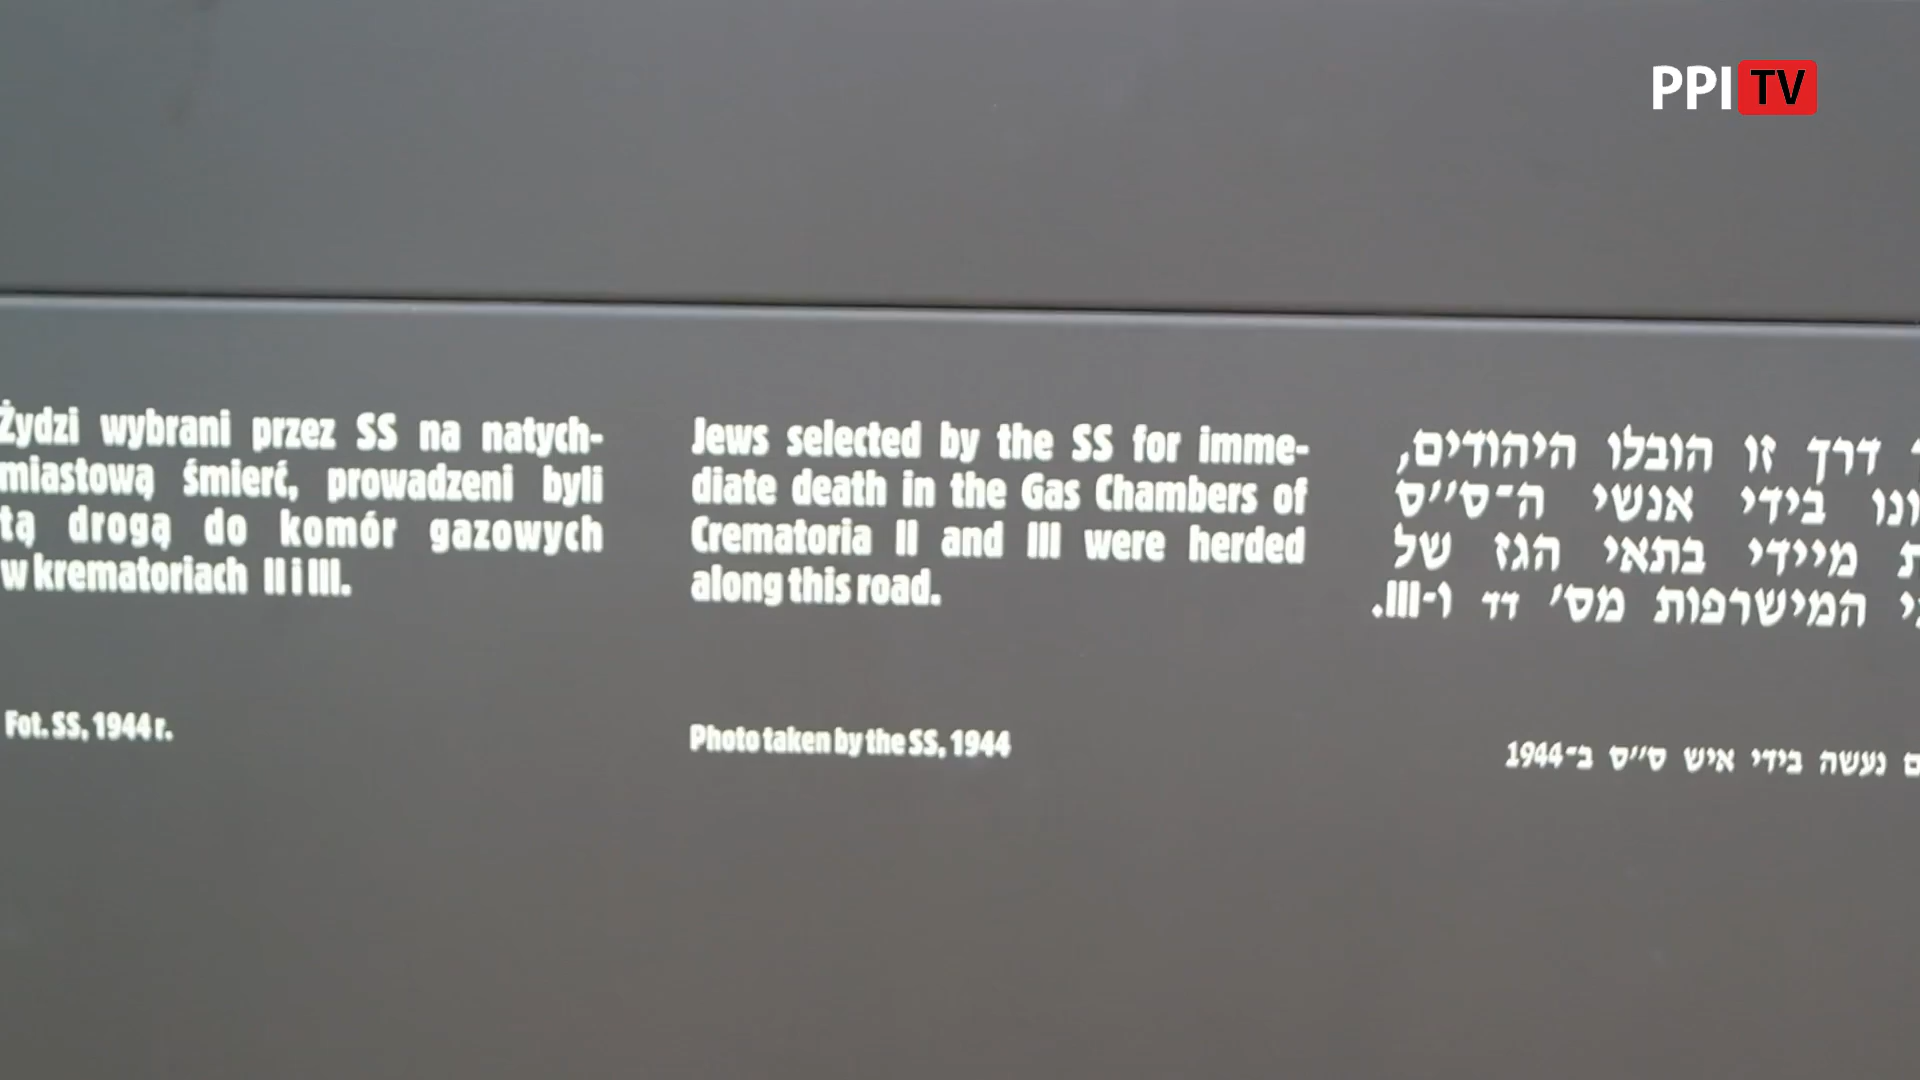 PPI TV
Żydzi wybrani przez SS na natych-
miastową śmierć, prowadzeni byli
tą drogą do komór gazowych
w krematoriach II i III.
Fot. SS, 1944 r.
Jews selected by the SS for imme-
diate death in the Gas Chambers of
Crematoria II and III were herded
along this road.
Photo taken by the SS, 1944
דרך זו הובלו היהודים,
בידי אנשי ה־ס״ס
מיידי בתאי הגז של
המישרפות מס׳ דד ו-III.
נעשה בידי איש ס״ס ב־1944